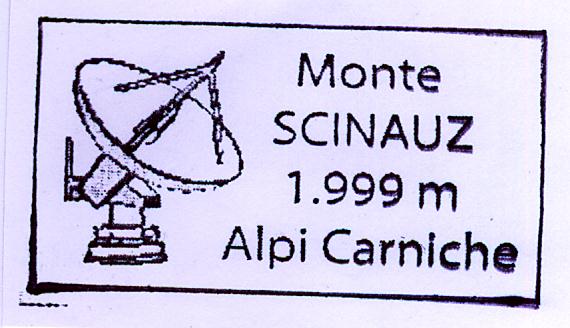 Monte
SCINAUZ
1.999 m
Alpi Carniche